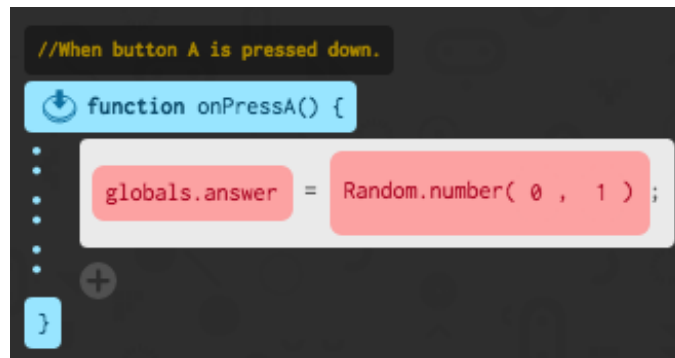 //When button A is pressed down.
function onPressA() {
globals.answer = Random.number( 0 , 1 ) ;
}